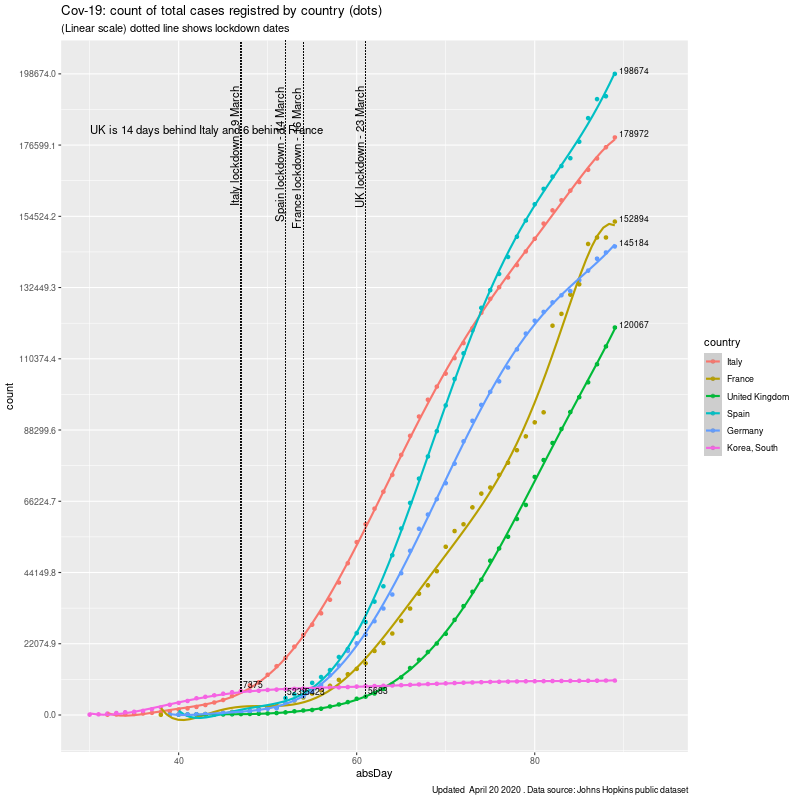 Cov-19: count of total cases registred by country (dots)
(Linear scale) dotted line shows lockdown dates
198674.0
176599.1
154524.2
132449.3
110374.4
88299.6
66224.7
44149.8
22074.9
0.0
count
UK is 14 days behind Italy and 6 behind France
Italy lockdown - 9 March
Spain lockdown - 14 March
France lockdown - 16 March
UK lockdown - 23 March
198674
178972
152894
145184
120067
7375
5232
5423
5683
40
60
80
absDay
country
Italy
France
United Kingdom
Spain
Germany
Korea, South
Updated April 20 2020 . Data source: Johns Hopkins public dataset